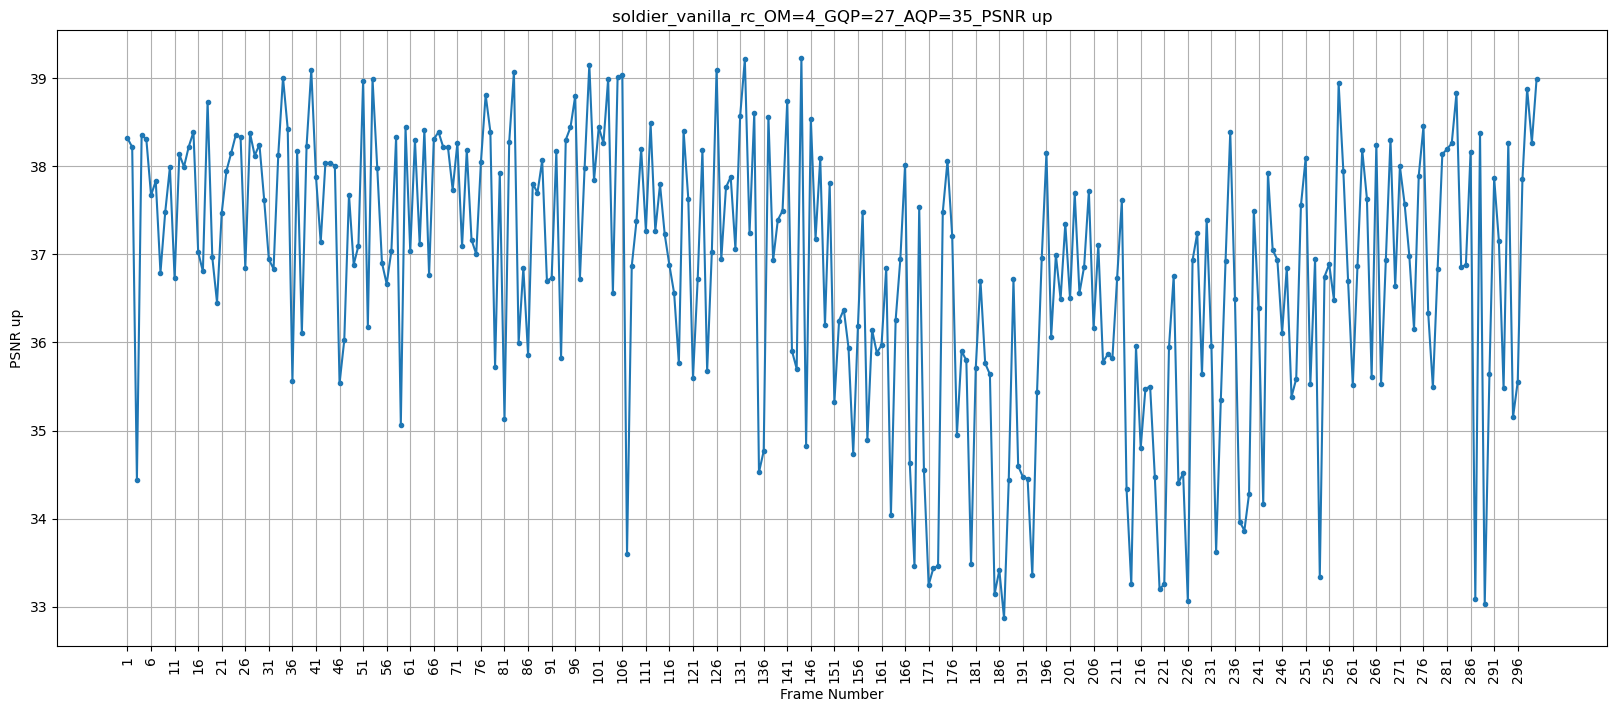 soldier_vanilla_rc_OM=4_GQP=27_AQP=35_PSNR up
PSNR up
39
38
37
36
35
34
33
1 6 11 16 21 26 31 36 41 46 51 56 61 66 71 76 81 86 91 96 101 106 111 116 121 126 131 136 141 146 151 156 161 166 171 176 181 186 191 196 201 206 211 216 221 226 231 236 241 246 251 256 261 266 271 276 281 286 291 296
Frame Number